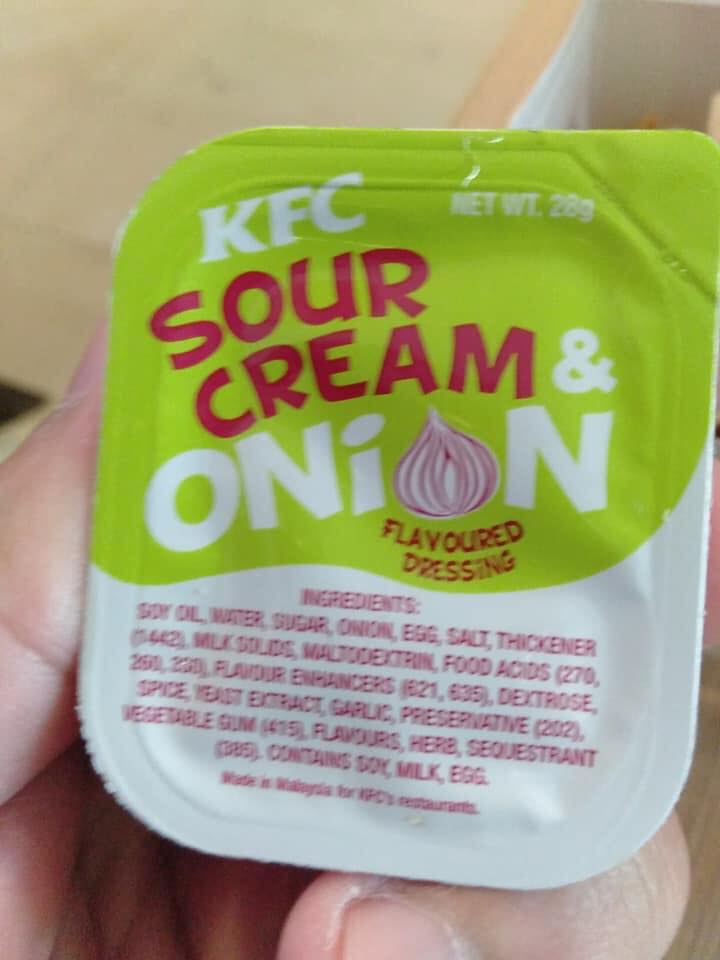 KFC
NET WT. 28g
SOUR
CREAM &
ONiON
FLAVOURED
DRESSiNG
INGREDIENTS:
SOY OIL, WATER, SUGAR, ONION, EGG, SALT, THICKENER
(1442), MILK SOLIDS, MALTODEXTRIN, FOOD ACIDS (270,
260, 330), FLAVOUR ENHANCERS (621, 635), DEXTROSE,
SPICE, YEAST EXTRACT, GARLIC, PRESERVATIVE (202),
VEGETABLE GUM (415), FLAVOURS, HERB, SEQUESTRANT
(385). CONTAINS SOY, MILK, EGG.
Made in Malaysia for KFC's restaurants.